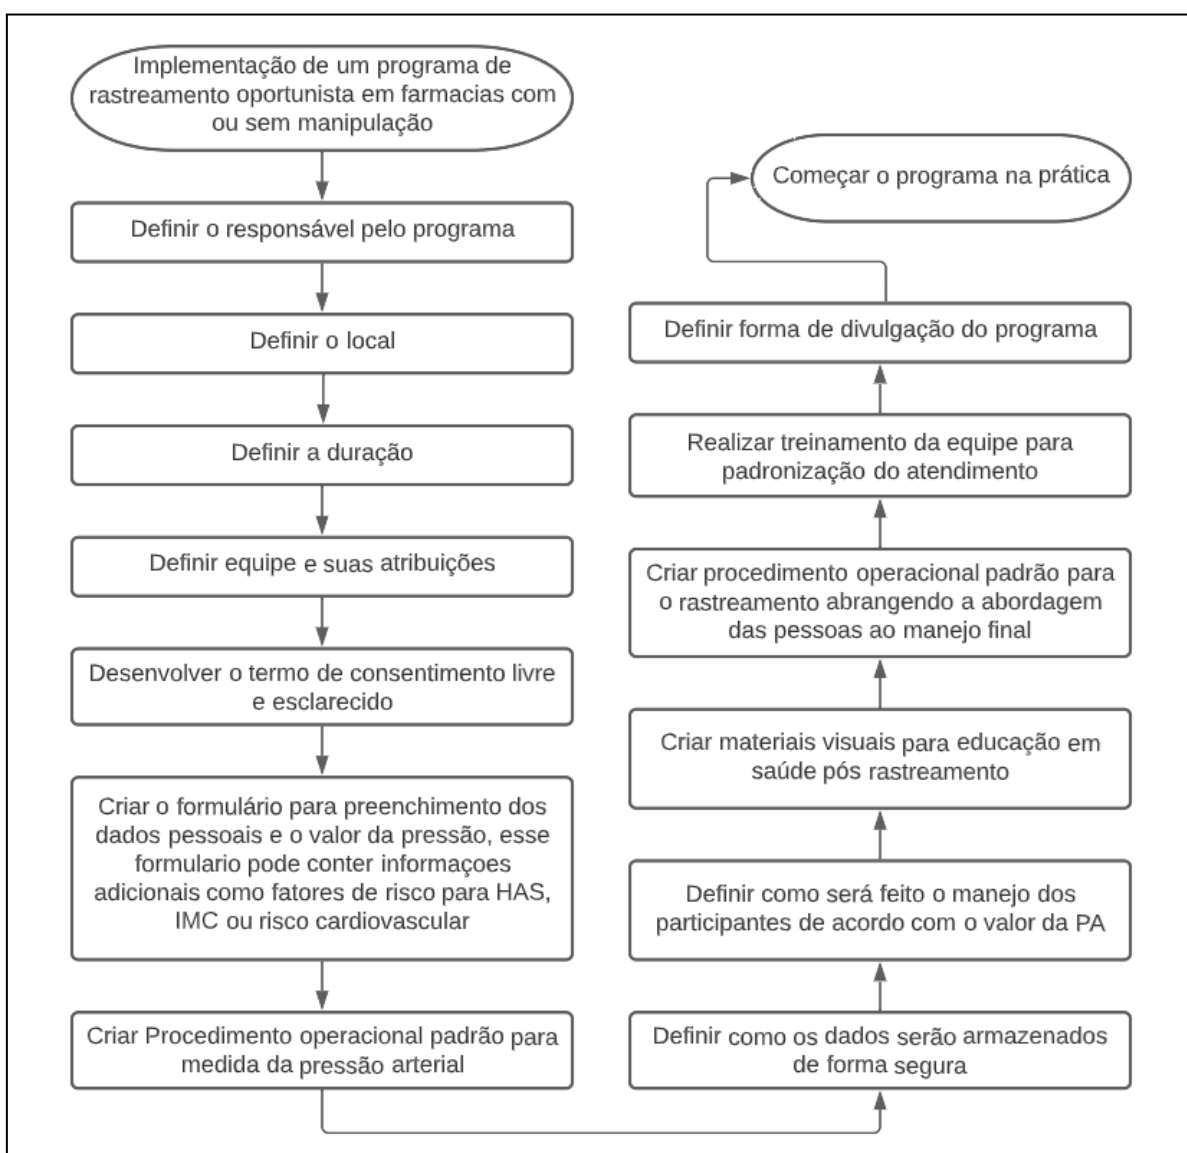 Implementação de um programa de
rastreamento oportunista em farmacias com
ou sem manipulação
Definir o responsável pelo programa
Definir o local
Definir a duração
Definir equipe e suas atribuições
Desenvolver o termo de consentimento livre
e esclarecido
Criar o formulário para preenchimento dos
dados pessoais e o valor da pressão, esse
formulario pode conter informaçoes
adicionais como fatores de risco para HAS,
IMC ou risco cardiovascular
Criar Procedimento operacional padrão para
medida da pressão arterial
Definir como os dados serão armazenados
de forma segura
Definir como será feito o manejo dos
participantes de acordo com o valor da PA
Criar materiais visuais para educação em
saúde pós rastreamento
Criar procedimento operacional padrão para
o rastreamento abrangendo a abordagem
das pessoas ao manejo final
Realizar treinamento da equipe para
padronização do atendimento
Definir forma de divulgação do programa
Começar o programa na prática